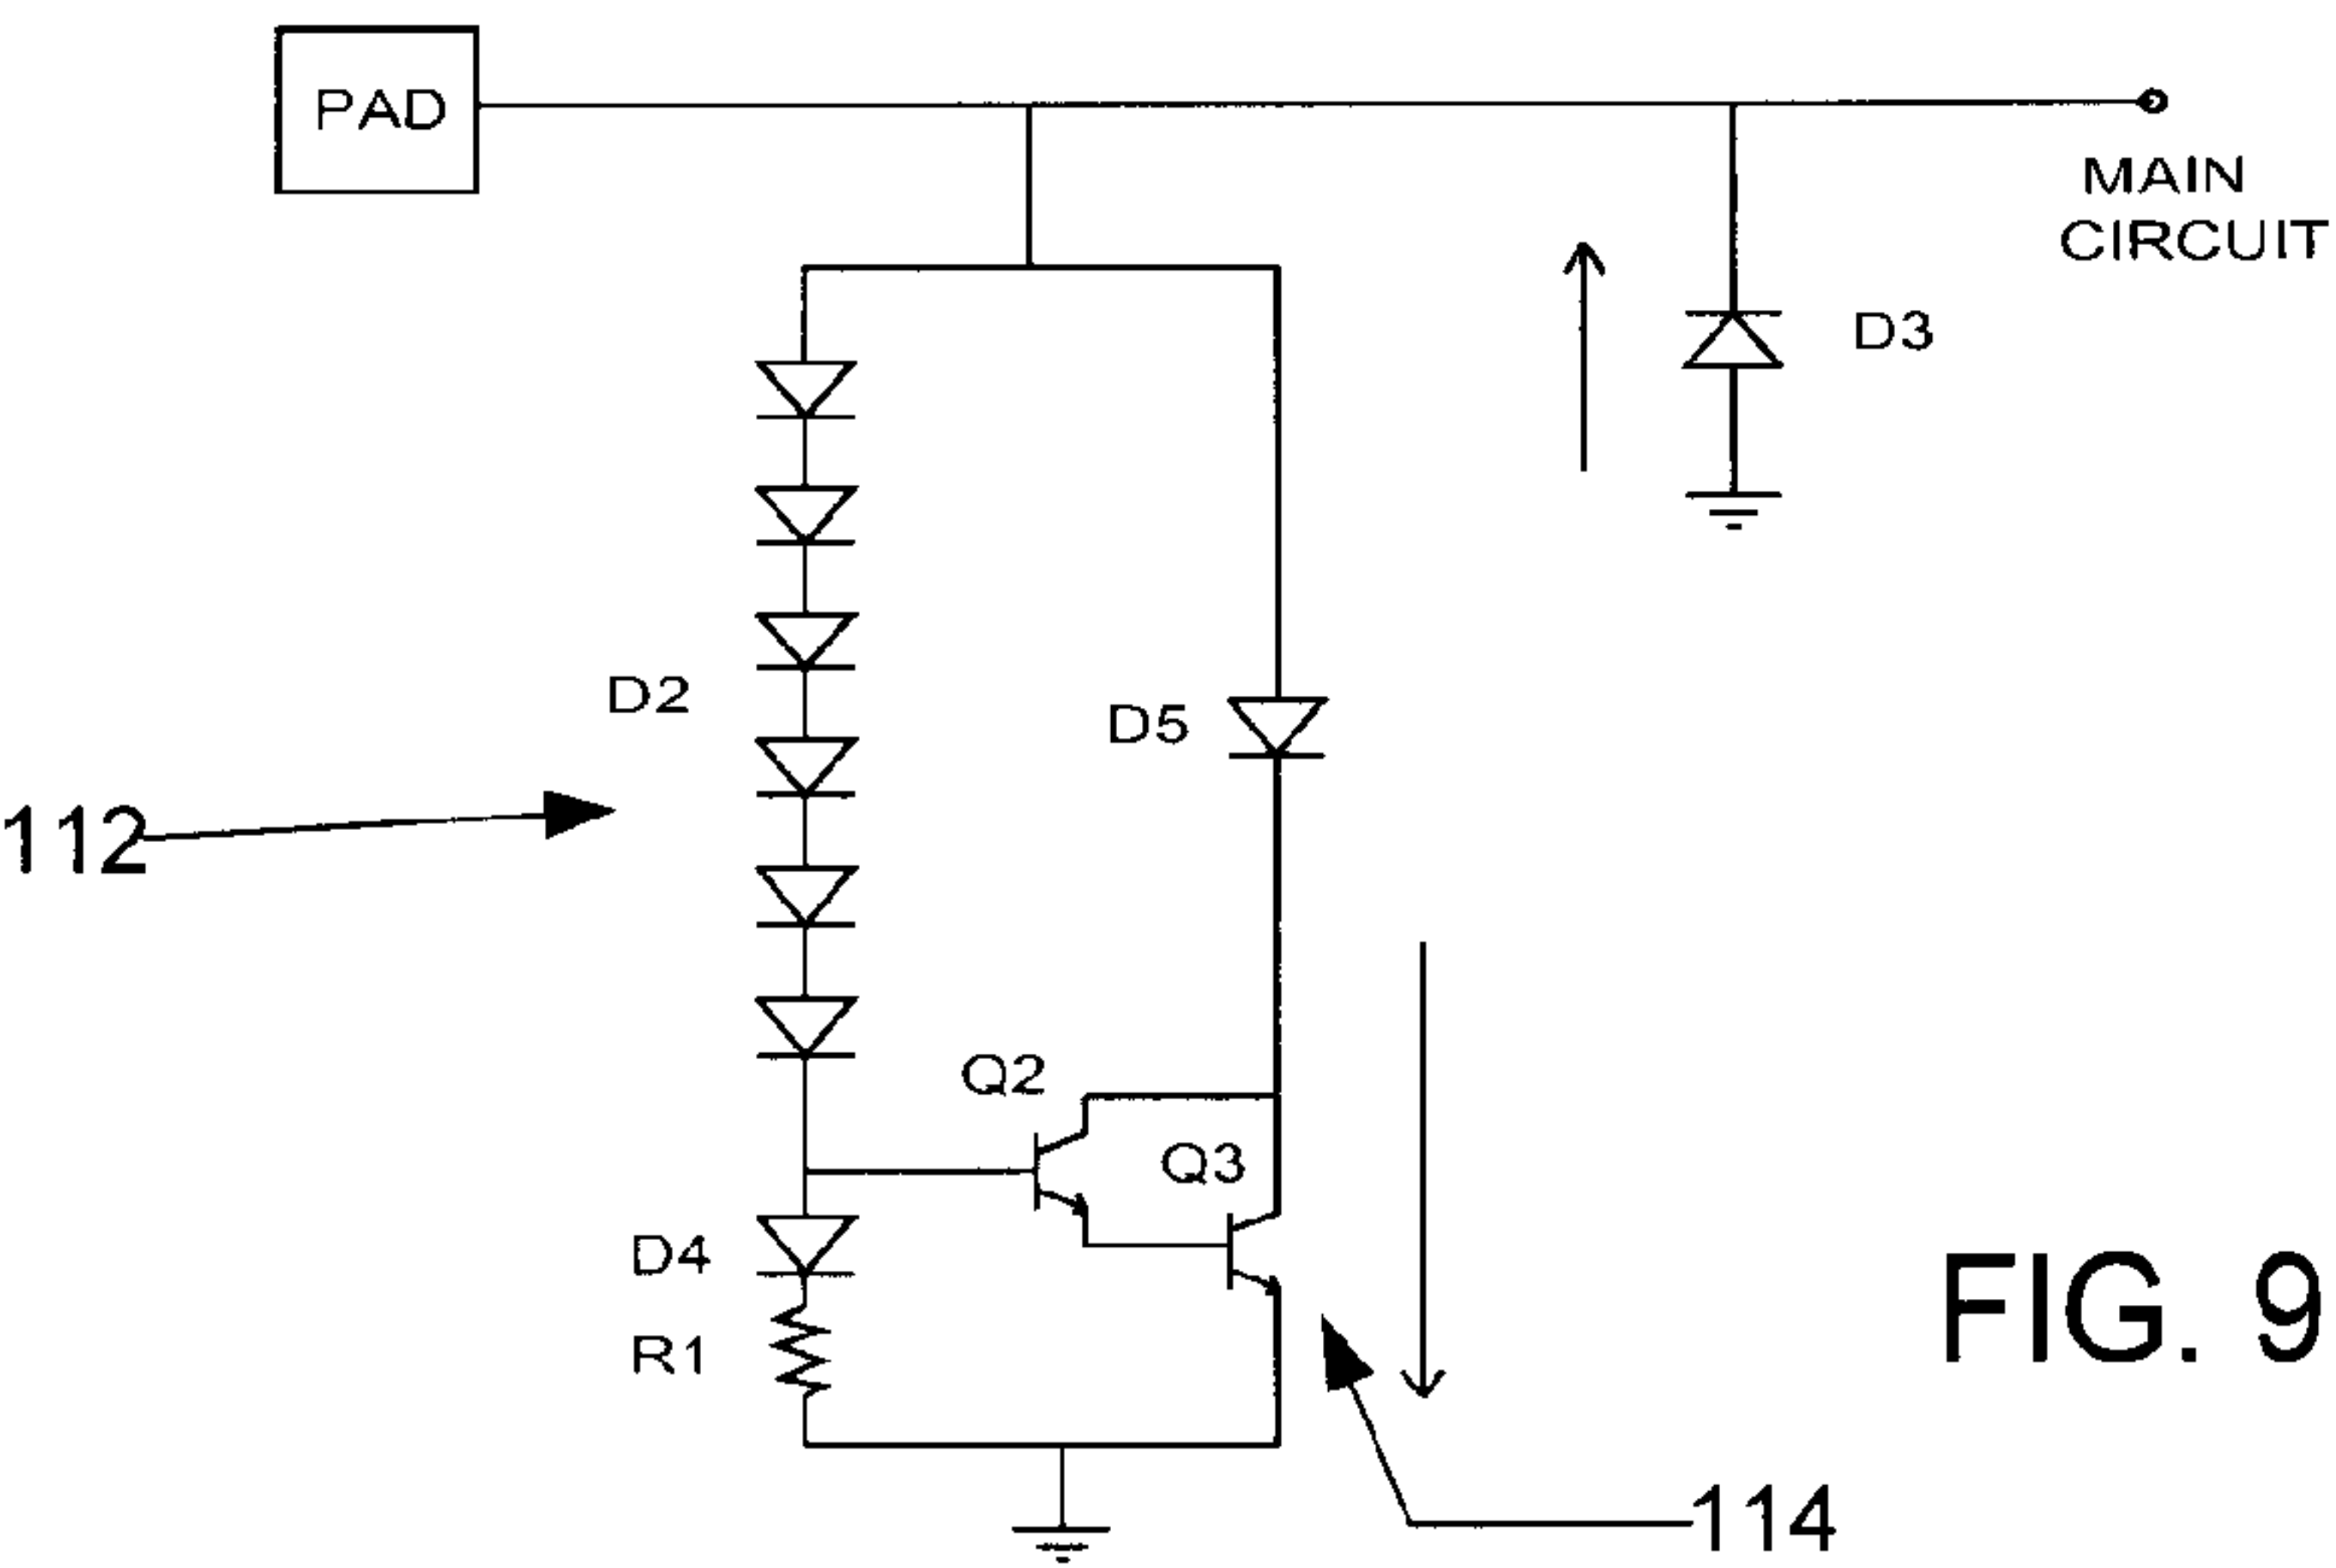 PAD
MAIN
CIRCUIT
D3
D2
D5
112
Q2
Q3
D4
R1
FIG. 9
114